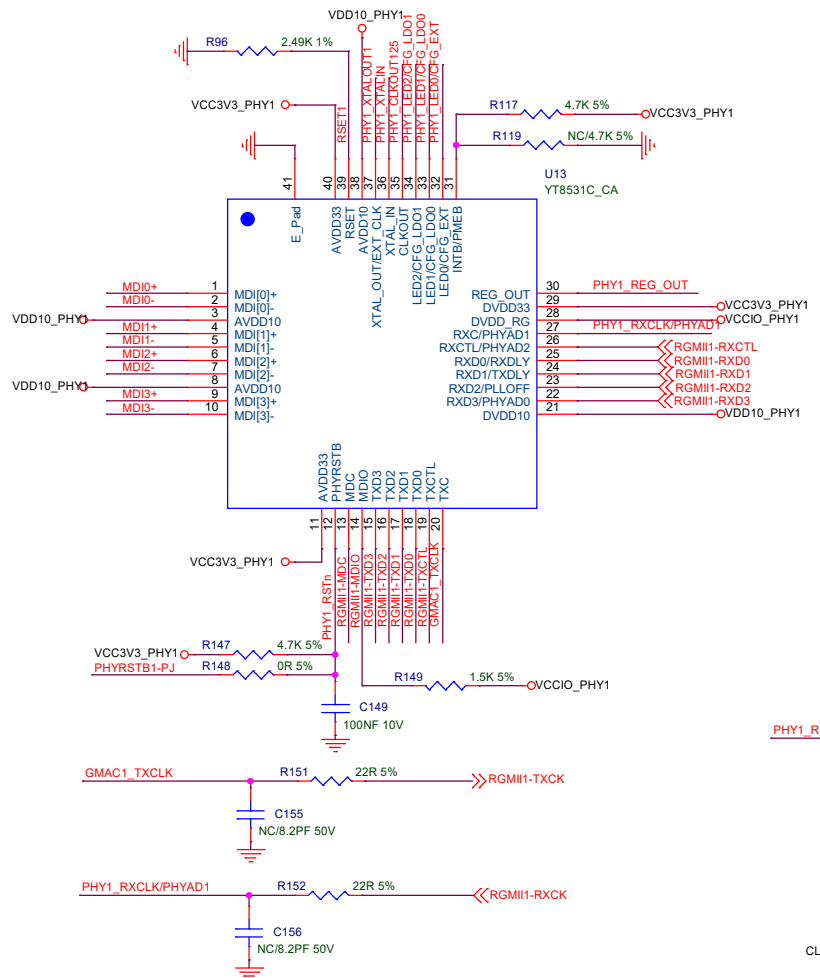 VDD10_PHY1
R96 2.49K 1%
VCC3V3_PHY1
RSET1
PHY1_XTALOUT1
PHY1_XTALIN
PHY1_CLKOUT125
PHY1_LED2/CFG_LDO1
PHY1_LED1/CFG_LDO0
PHY1_LED0/CFG_EXT
R117 4.7K 5% VCC3V3_PHY1
R119 NC/4.7K 5%
U13
YT8531C_CA
41 40 39 38 37 36 35 34 33 32 31
E_Pad
AVDD33
RSET
AVDD10
XTAL_OUT/EXT_CLK
XTAL_IN
CLKOUT
LED2/CFG_LDO1
LED1/CFG_LDO0
LED0/CFG_EXT
INTB/PMEB
MDI0+ 1 MDI[0]+
MDI0- 2 MDI[0]-
VDD10_PHY1 3 AVDD10
MDI1+ 4 MDI[1]+
MDI1- 5 MDI[1]-
MDI2+ 6 MDI[2]+
MDI2- 7 MDI[2]-
VDD10_PHY1 8 AVDD10
MDI3+ 9 MDI[3]+
MDI3- 10 MDI[3]-
REG_OUT 30 PHY1_REG_OUT
DVDD33 29 VCC3V3_PHY1
DVDD_RG 28 VCCIO_PHY1
RXC/PHYAD1 27 PHY1_RXCLK/PHYAD1
RXCTL/PHYAD2 26 RGMII1-RXCTL
RXD0/RXDLY 25 RGMII1-RXD0
RXD1/TXDLY 24 RGMII1-RXD1
RXD2/PLLOFF 23 RGMII1-RXD2
RXD3/PHYAD0 22 RGMII1-RXD3
DVDD10 21 VDD10_PHY1
AVDD33
PHYRSTB
MDC
MDIO
TXD3
TXD2
TXD1
TXD0
TXCTL
TXC
11 12 13 14 15 16 17 18 19 20
VCC3V3_PHY1
PHY1_RSTn
RGMII1-MDC
RGMII1-MDIO
RGMII1-TXD3
RGMII1-TXD2
RGMII1-TXD1
RGMII1-TXD0
RGMII1-TXCTL
GMAC1_TXCLK
VCC3V3_PHY1 R147 4.7K 5%
PHYRSTB1-PJ R148 0R 5%
R149 1.5K 5% VCCIO_PHY1
C149
100NF 10V
PHY1_R
GMAC1_TXCLK R151 22R 5% RGMII1-TXCK
C155
NC/8.2PF 50V
PHY1_RXCLK/PHYAD1 R152 22R 5% RGMII1-RXCK
C156
NC/8.2PF 50V
CL